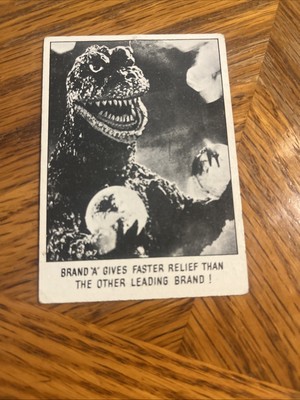 BRAND "A" GIVES FASTER RELIEF THAN
THE OTHER LEADING BRAND!